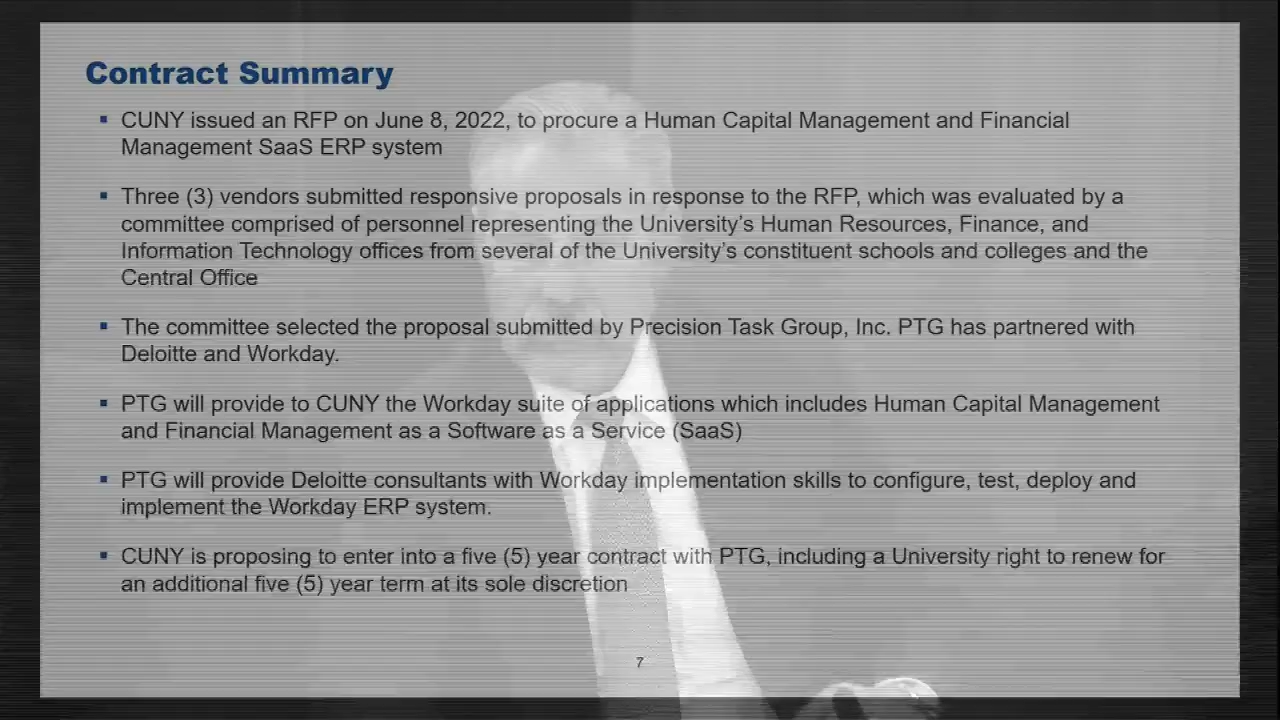 Contract Summary
▪ CUNY issued an RFP on June 8, 2022, to procure a Human Capital Management and Financial
Management SaaS ERP system
▪ Three (3) vendors submitted responsive proposals in response to the RFP, which was evaluated by a
committee comprised of personnel representing the University's Human Resources, Finance, and
Information Technology offices from several of the University's constituent schools and colleges and the
Central Office
▪ The committee selected the proposal submitted by Precision Task Group, Inc. PTG has partnered with
Deloitte and Workday.
▪ PTG will provide to CUNY the Workday suite of applications which includes Human Capital Management
and Financial Management as a Software as a Service (SaaS)
▪ PTG will provide Deloitte consultants with Workday implementation skills to configure, test, deploy and
implement the Workday ERP system.
▪ CUNY is proposing to enter into a five (5) year contract with PTG, including a University right to renew for
an additional five (5) year term at its sole discretion
7